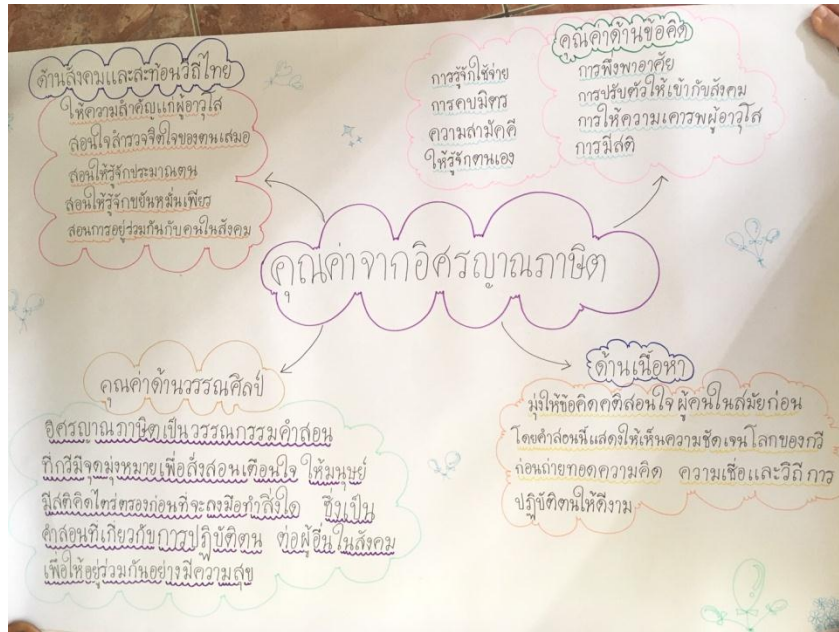 คุณค่าจากอิศรญาณภาษิต
ด้านสังคมและสะท้อนวิถีไทย
ให้ความสำคัญแก่ผู้อาวุโส
สอนใจสำรวจจิตใจของตนเสมอ
สอนให้รู้จักประมาณตน
สอนให้รู้จักขยันหมั่นเพียร
สอนการอยู่ร่วมกันกับคนในสังคม
คุณค่าด้านข้อคิด
การรู้จักใช้จ่าย
การคบมิตร
ความสามัคคี
ให้รู้จักตนเอง
การพึ่งพาอาศัย
การปรับตัวให้เข้ากับสังคม
การให้ความเคารพผู้อาวุโส
การมีสติ
คุณค่าด้านวรรณศิลป์
อิศรญาณภาษิตเป็นวรรณกรรมคำสอน
ที่กวีมีจุดมุ่งหมายเพื่อสั่งสอนเตือนใจ ให้มนุษย์
มีสติคิดไตร่ตรองก่อนที่จะลงมือทำสิ่งใด ซึ่งเป็น
คำสอนที่เกี่ยวกับการปฏิบัติตน ต่อผู้อื่นในสังคม
เพื่อให้อยู่ร่วมกันอย่างมีความสุข
ด้านเนื้อหา
มุ่งให้ข้อคิดคติสอนใจ ผู้คนในสมัยก่อน
โดยคำสอนนี้แสดงให้เห็นความชัดเจนโลกของกวี
ก่อนถ่ายทอดความคิด ความเชื่อและวิถี การ
ปฏิบัติตนให้ดีงาม